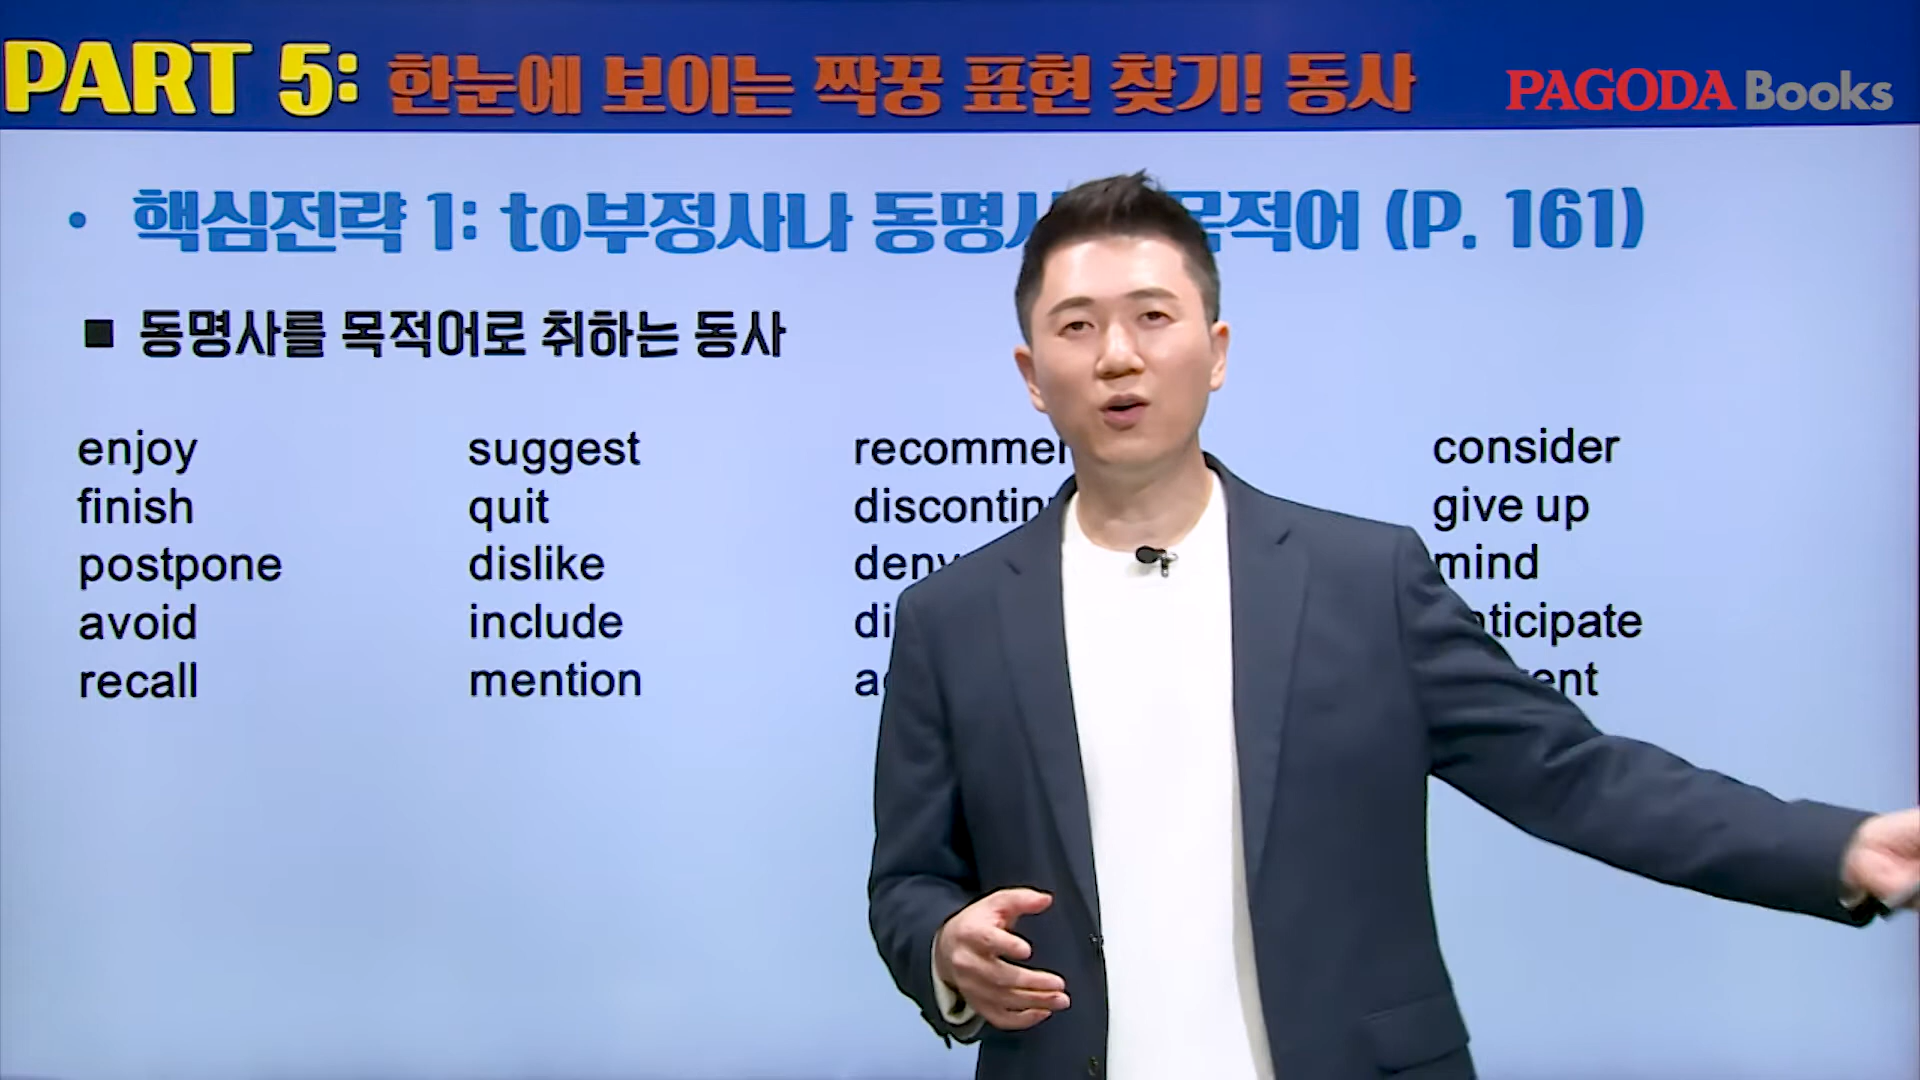 PART 5: 한눈에 보이는 짝꿍 표현 찾기! 동사
PAGODA Books
• 핵심전략 1: to부정사나 동명사 목적어 (P. 161)
■ 동명사를 목적어로 취하는 동사
enjoy suggest consider
finish quit give up
postpone dislike deny mind
avoid include
recall mention